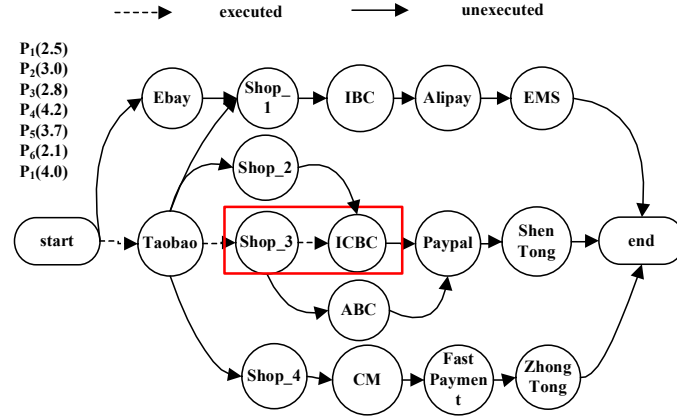 executed
unexecuted
P₁(2.5)
P₂(3.0)
P₃(2.8)
P₄(4.2)
P₅(3.7)
P₆(2.1)
P₁(4.0)
Ebay
Shop_
1
IBC
Alipay
EMS
Shop_2
start
Taobao
Shop_3
ICBC
Paypal
Shen
Tong
end
ABC
Shop_4
CM
Fast
Paymen
t
Zhong
Tong